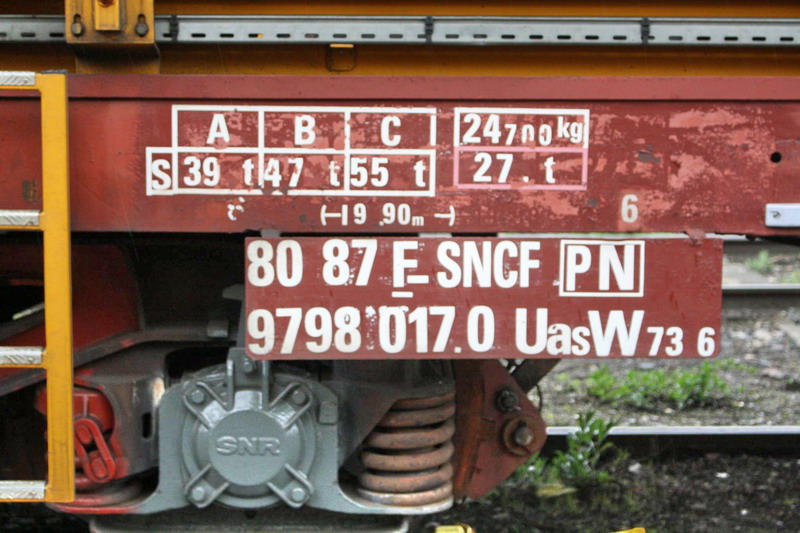 A B C
S 39 t 47 t 55 t
24700 kg
27. t
19.90m
6
80 87 F-SNCF PN
9798 017.0 UasW 73 6
SNR